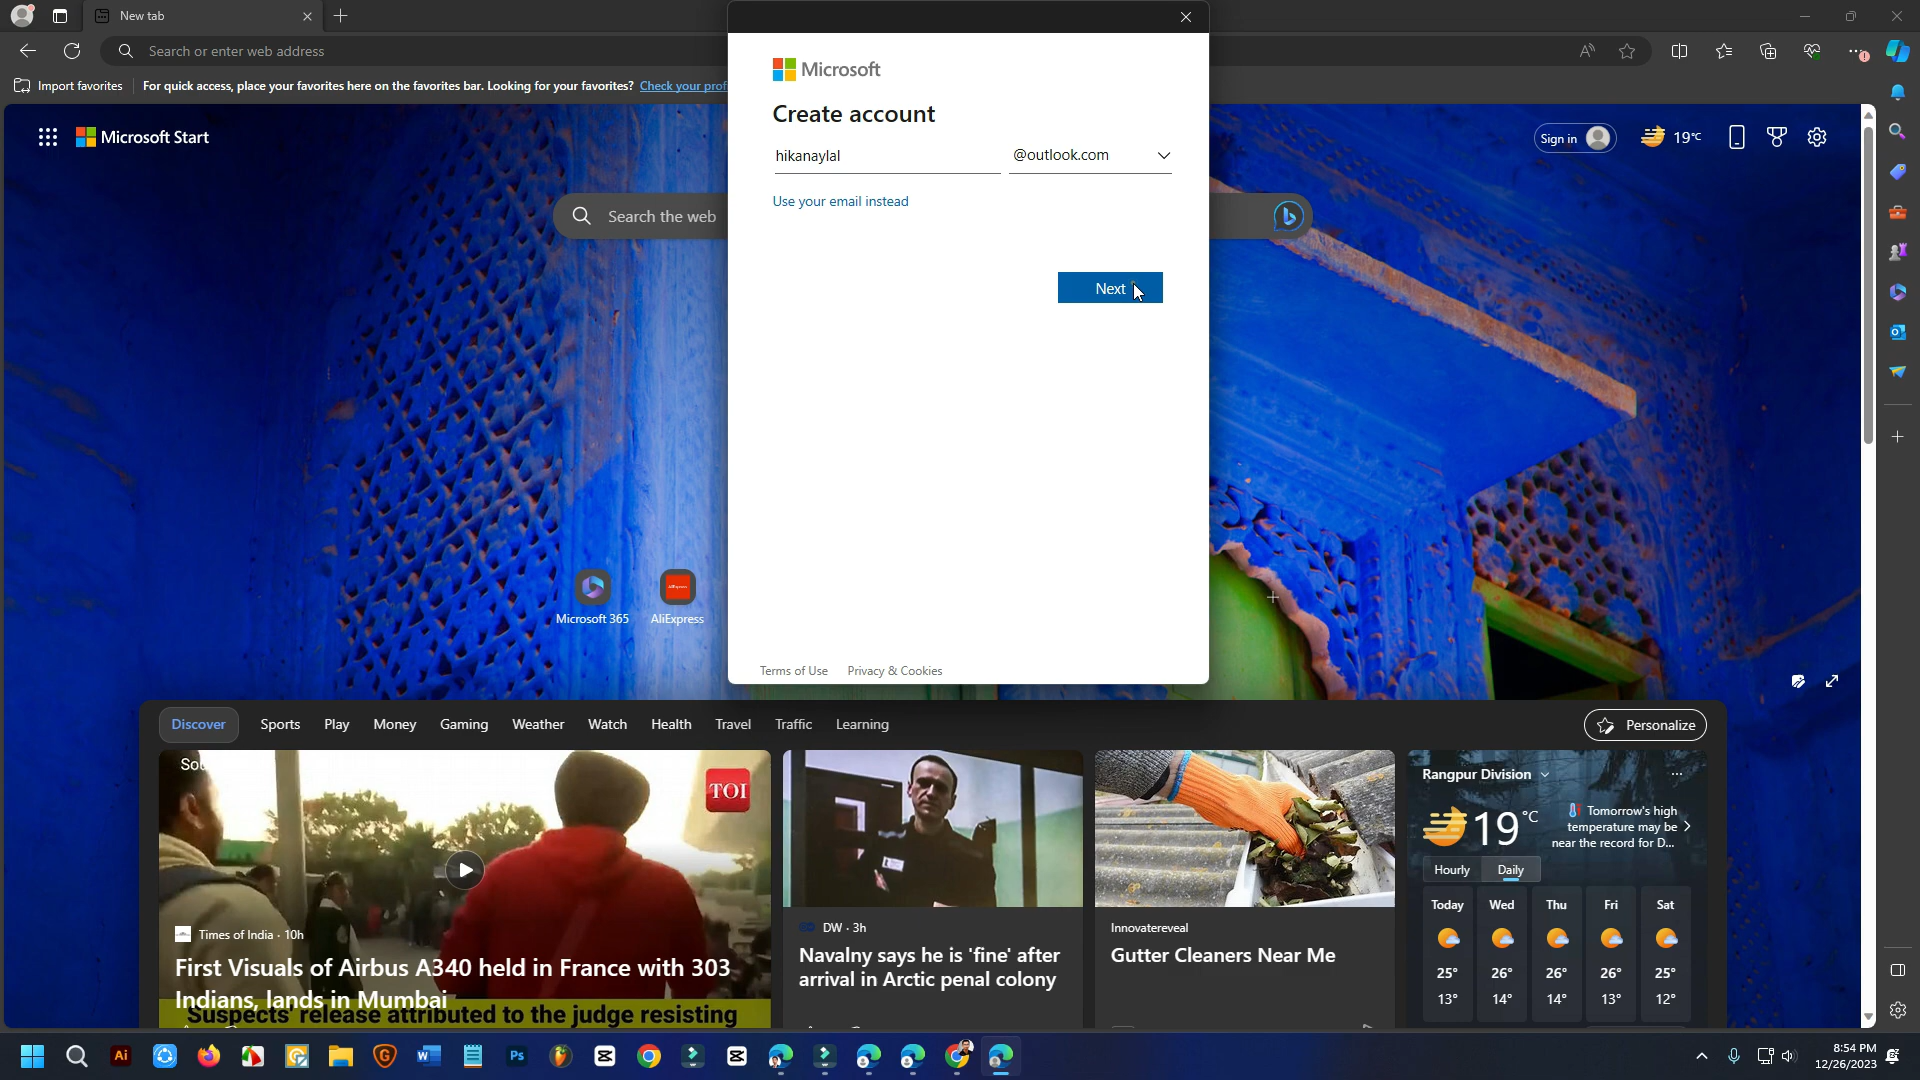 New tab
Search or enter web address
Import favorites
For quick access, place your favorites here on the favorites bar. Looking for your favorites? Check your prof
Microsoft
Create account
hikanaylal
@outlook.com
Use your email instead
Next
Terms of Use Privacy & Cookies
Microsoft Start
Sign in
19°C
Search the web
Microsoft 365
AliExpress
Discover Sports Play Money Gaming Weather Watch Health Travel Traffic Learning
Personalize
TOI
Times of India · 10h
First Visuals of Airbus A340 held in France with 303
Indians, lands in Mumbai
Suspects' release attributed to the judge resisting
DW · 3h
Navalny says he is 'fine' after
arrival in Arctic penal colony
Innovatereveal
Gutter Cleaners Near Me
Rangpur Division
19°C
Tomorrow's high
temperature may be
near the record for D...
Hourly Daily
Today Wed Thu Fri Sat
25° 26° 26° 26° 25°
13° 14° 14° 13° 12°
Ai
Ps
8:54 PM
12/26/2023